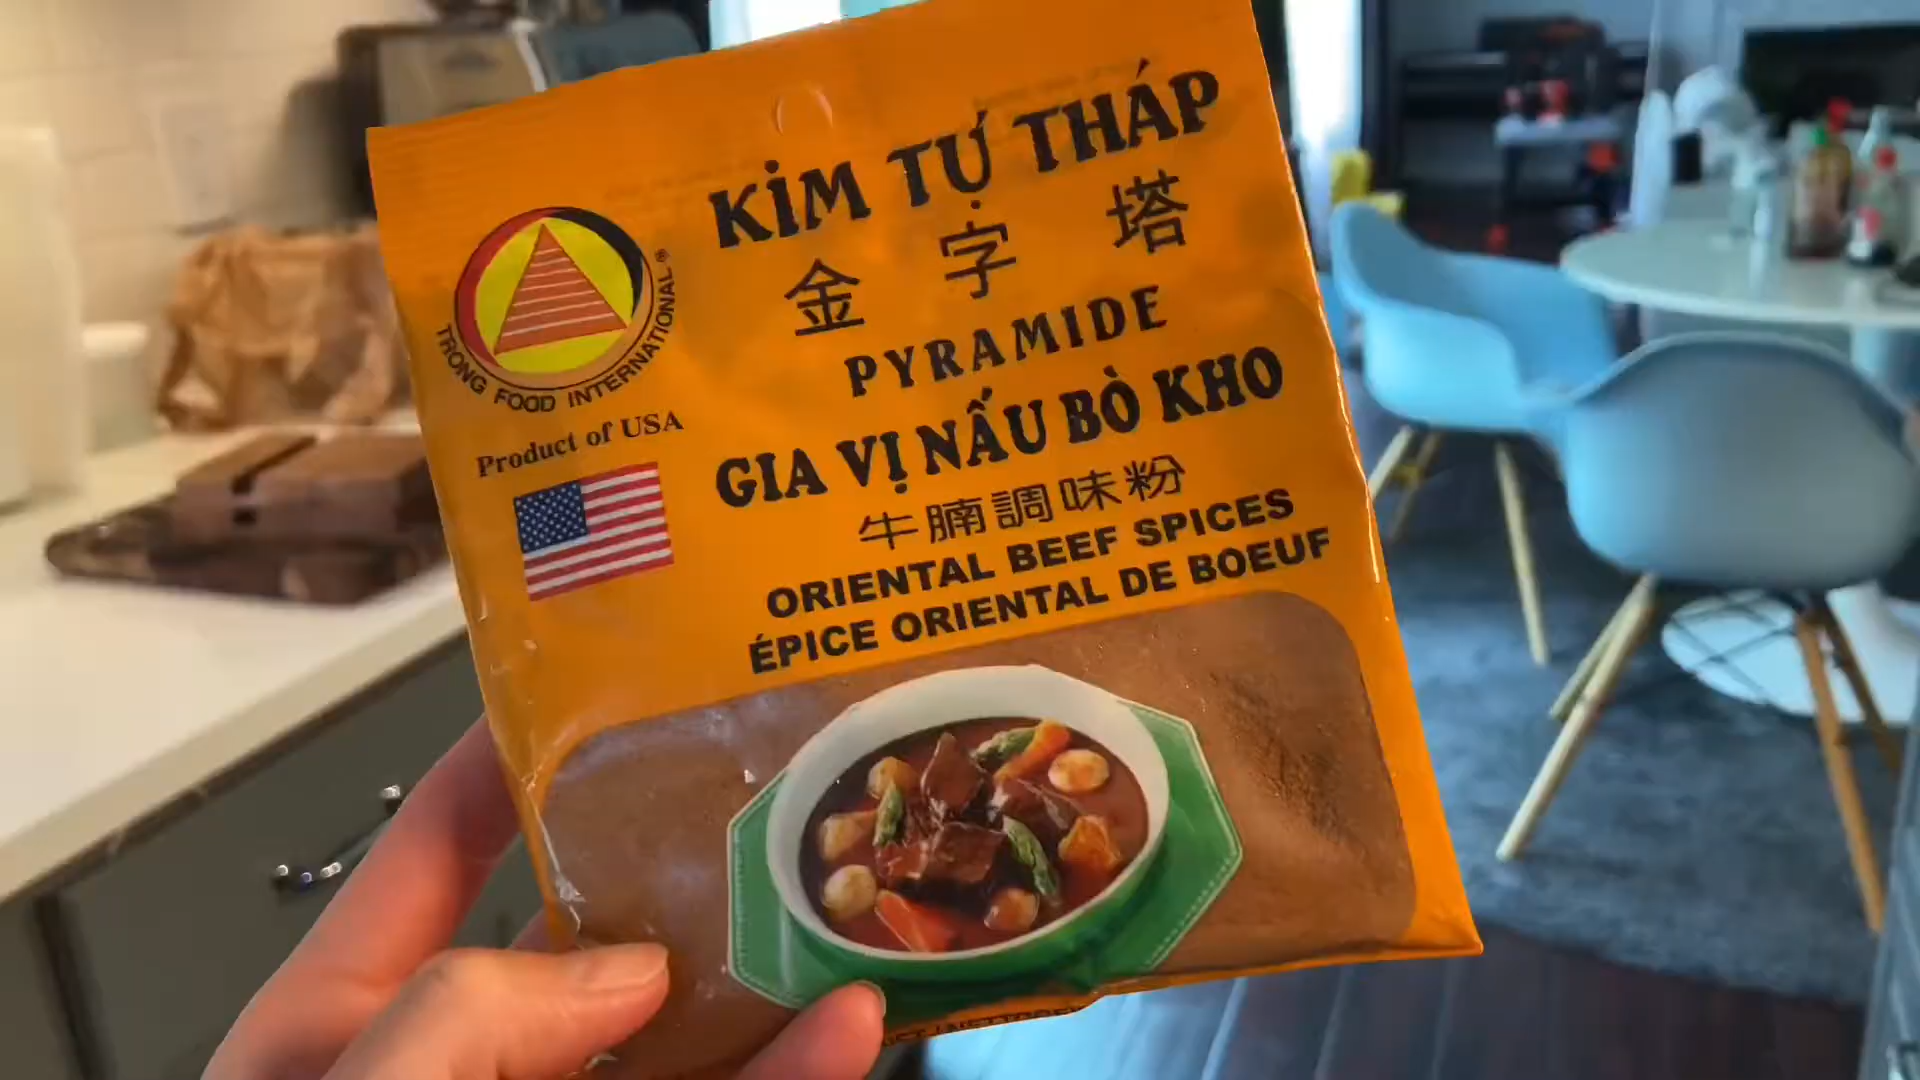 KIM TỰ THÁP
金字塔
PYRAMIDE
TRONG FOOD INTERNATIONAL®
Product of USA
GIA VỊ NẤU BÒ KHO
牛腩調味粉
ORIENTAL BEEF SPICES
ÉPICE ORIENTAL DE BOEUF